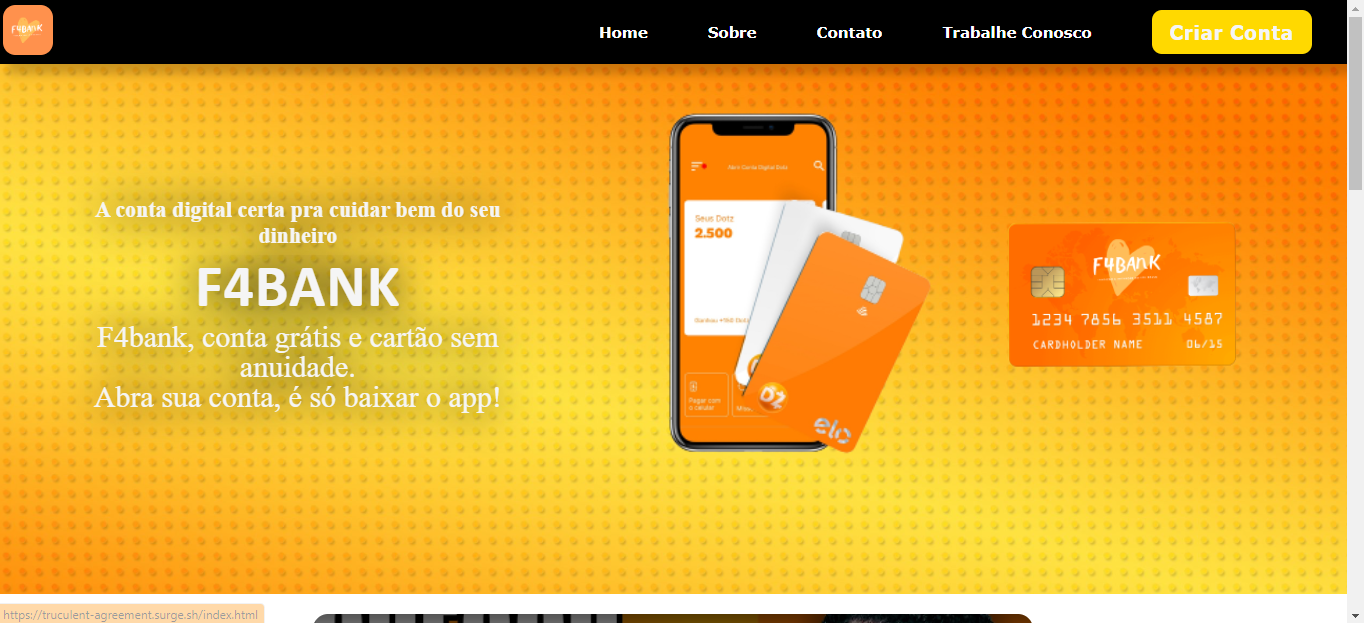 F4BANK
Home
Sobre
Contato
Trabalhe Conosco
Criar Conta
A conta digital certa pra cuidar bem do seu
dinheiro
F4BANK
F4bank, conta grátis e cartão sem
anuidade.
Abra sua conta, é só baixar o app!
Abrir Conta Digital Dotz
Seus Dotz
2.500
Pagar com
o celular
elo
F4BANK
1234 7856 3511 4587
CARDHOLDER NAME
06/15
https://truculent-agreement.surge.sh/index.html